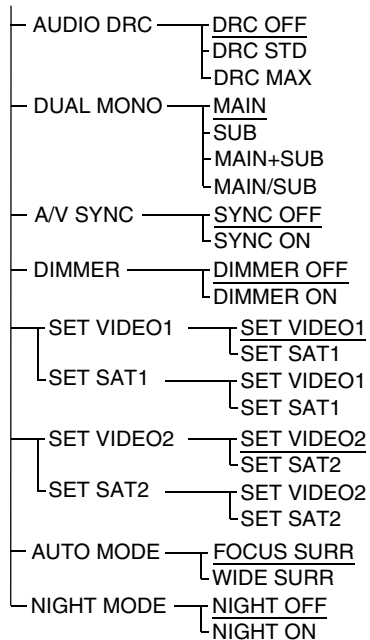 AUDIO DRC DRC OFF
DRC STD
DRC MAX
DUAL MONO MAIN
SUB
MAIN+SUB
MAIN/SUB
A/V SYNC SYNC OFF
SYNC ON
DIMMER DIMMER OFF
DIMMER ON
SET VIDEO1 SET VIDEO1
SET SAT1
SET SAT1 SET VIDEO1
SET SAT1
SET VIDEO2 SET VIDEO2
SET SAT2
SET SAT2 SET VIDEO2
SET SAT2
AUTO MODE FOCUS SURR
WIDE SURR
NIGHT MODE NIGHT OFF
NIGHT ON